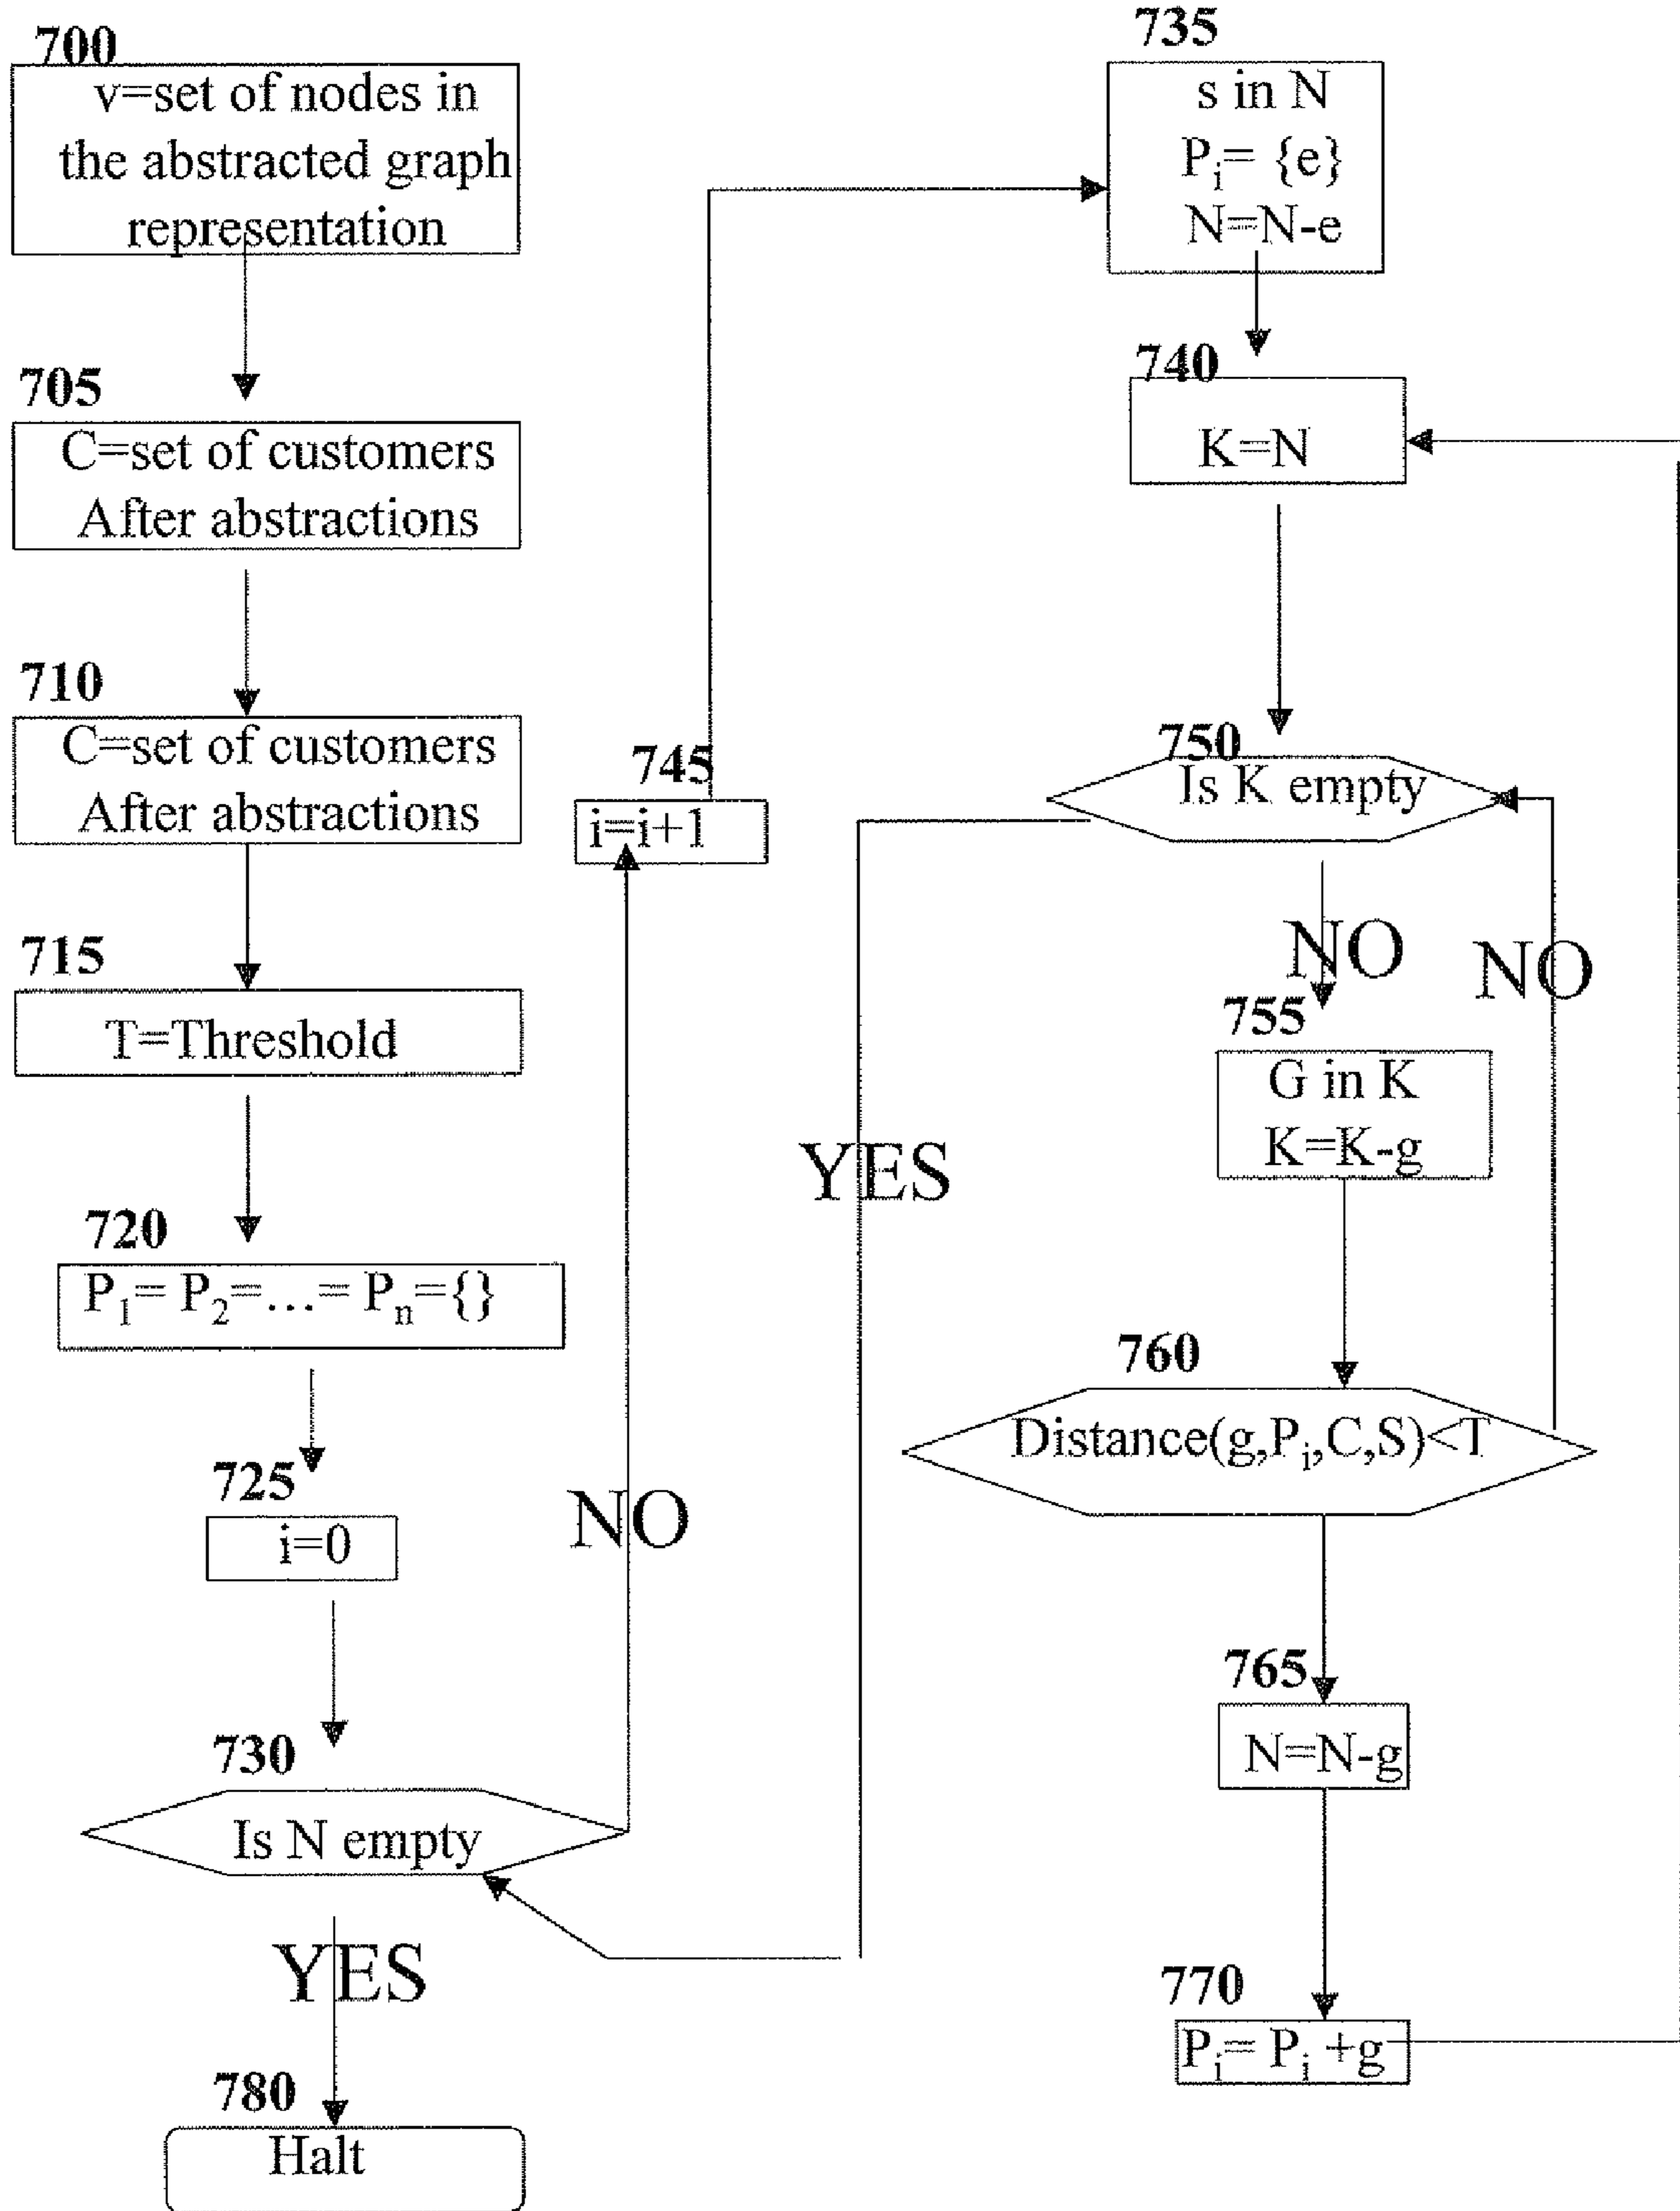 700
v=set of nodes in
the abstracted graph
representation
705
C=set of customers
After abstractions
710
C=set of customers
After abstractions
715
T=Threshold
720
P₁= P₂=...= Pₙ={}
725
i=0
730
Is N empty
YES
780
Halt
NO
745
i=i+1
735
s in N
Pᵢ= {e}
N=N-e
740
K=N
750
Is K empty
YES
NO
NO
755
G in K
K=K-g
760
Distance(g,Pᵢ,C,S)<T
765
N=N-g
770
Pᵢ= Pᵢ +g